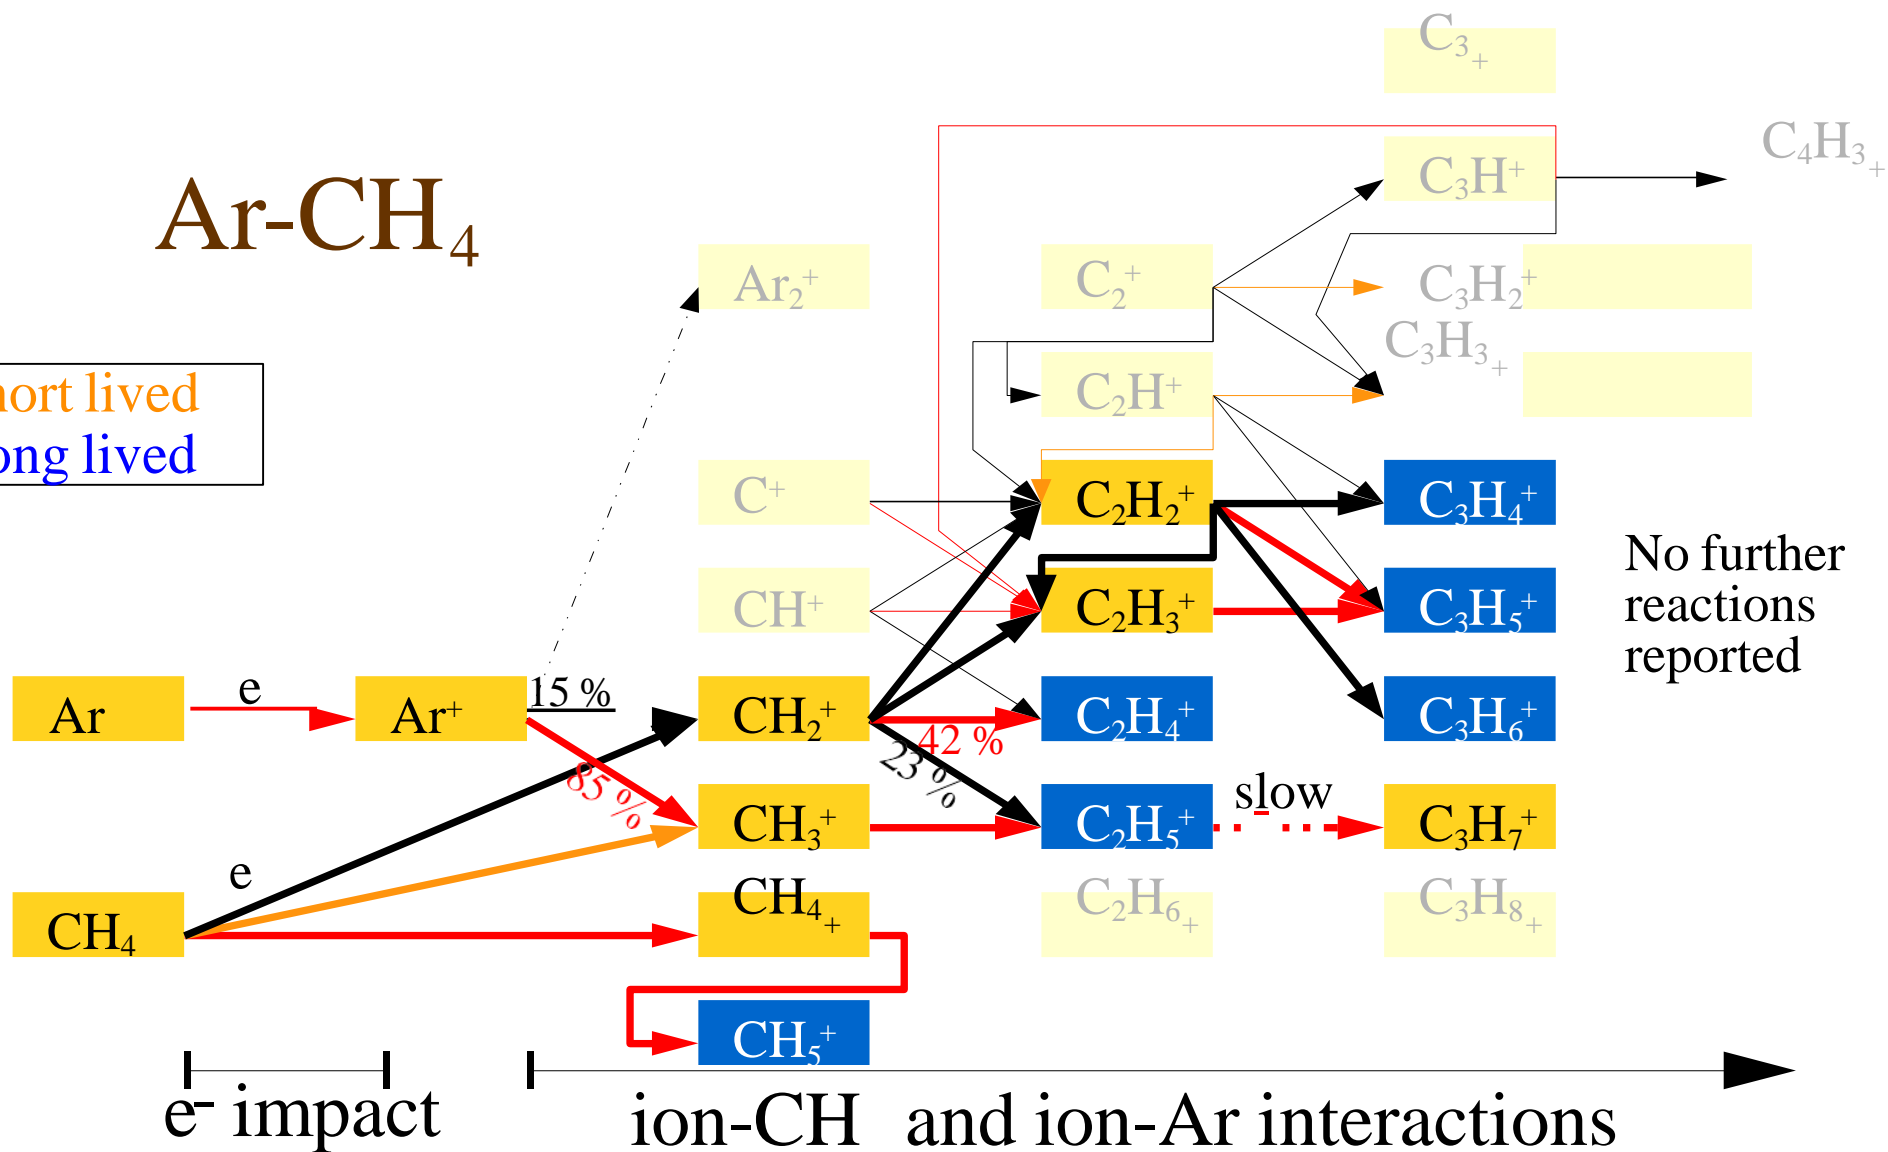 Ar-CH₄
hort lived
ong lived
C₃⁺
C₃H⁺
C₄H₃⁺
Ar₂⁺
C₂⁺
C₃H₂⁺
C₃H₃⁺
C₂H⁺
C⁺
C₂H₂⁺
C₃H₄⁺
CH⁺
C₂H₃⁺
C₃H₅⁺
No further
reactions
reported
Ar
e
Ar⁺
15 %
CH₂⁺
42 %
C₂H₄⁺
C₃H₆⁺
85 %
23 %
CH₃⁺
C₂H₅⁺
slow
C₃H₇⁺
e
CH₄
CH₄⁺
C₂H₆⁺
C₃H₈⁺
CH₅⁺
e⁻ impact
ion-CH and ion-Ar interactions